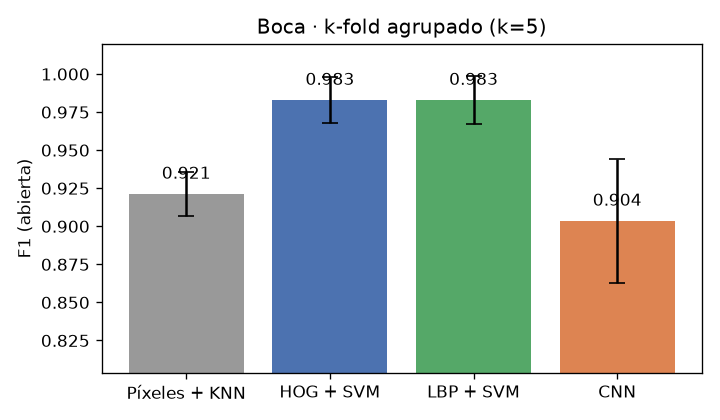 Boca · k-fold agrupado (k=5)
F1 (abierta)
1.000
0.975
0.950
0.925
0.900
0.875
0.850
0.825
0.921
0.983
0.983
0.904
Píxeles + KNN
HOG + SVM
LBP + SVM
CNN